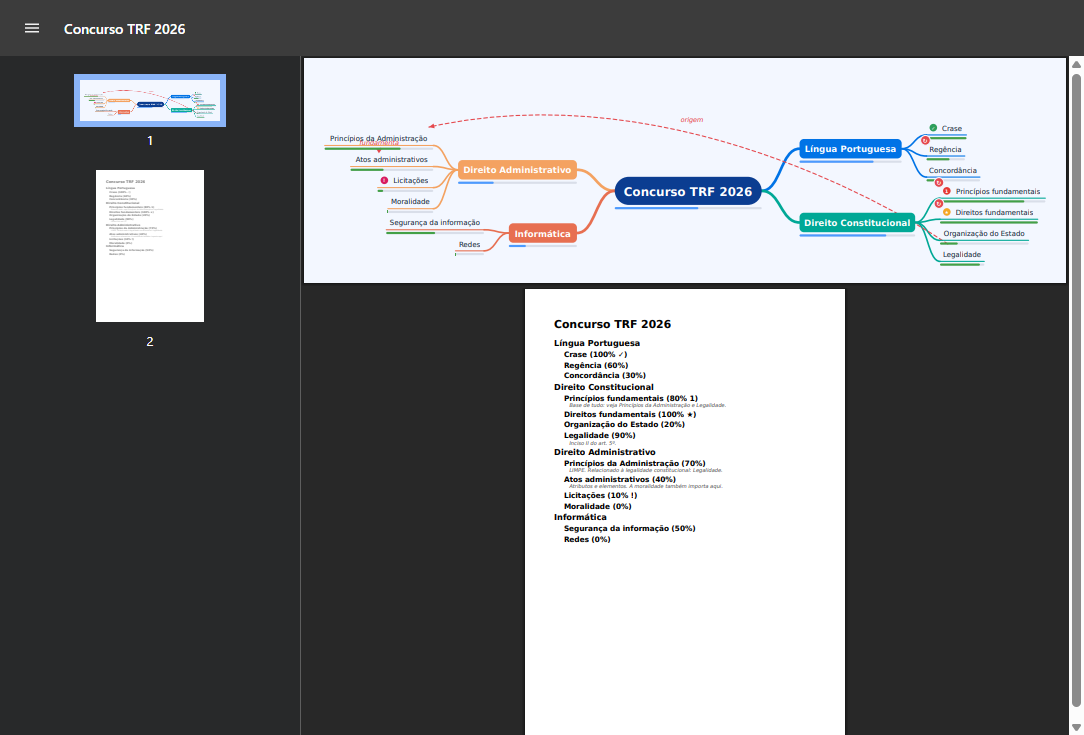 Concurso TRF 2026
1
2
origem
Princípios da Administração
fundamenta
Atos administrativos
Licitações
Moralidade
Direito Administrativo
Segurança da informação
Redes
Informática
Concurso TRF 2026
Língua Portuguesa
Crase
Regência
Concordância
Direito Constitucional
Princípios fundamentais
Direitos fundamentais
Organização do Estado
Legalidade
Concurso TRF 2026
Língua Portuguesa
Crase (100% ✓)
Regência (60%)
Concordância (30%)
Direito Constitucional
Princípios fundamentais (80% 1)
Base de tudo: veja Princípios da Administração e Legalidade.
Direitos fundamentais (100% ★)
Organização do Estado (20%)
Legalidade (90%)
Inciso II do art. 5º.
Direito Administrativo
Princípios da Administração (70%)
LIMPE. Relacionado à legalidade constitucional: Legalidade.
Atos administrativos (40%)
Atributos e elementos. A moralidade também importa aqui.
Licitações (10% !)
Moralidade (0%)
Informática
Segurança da informação (50%)
Redes (0%)